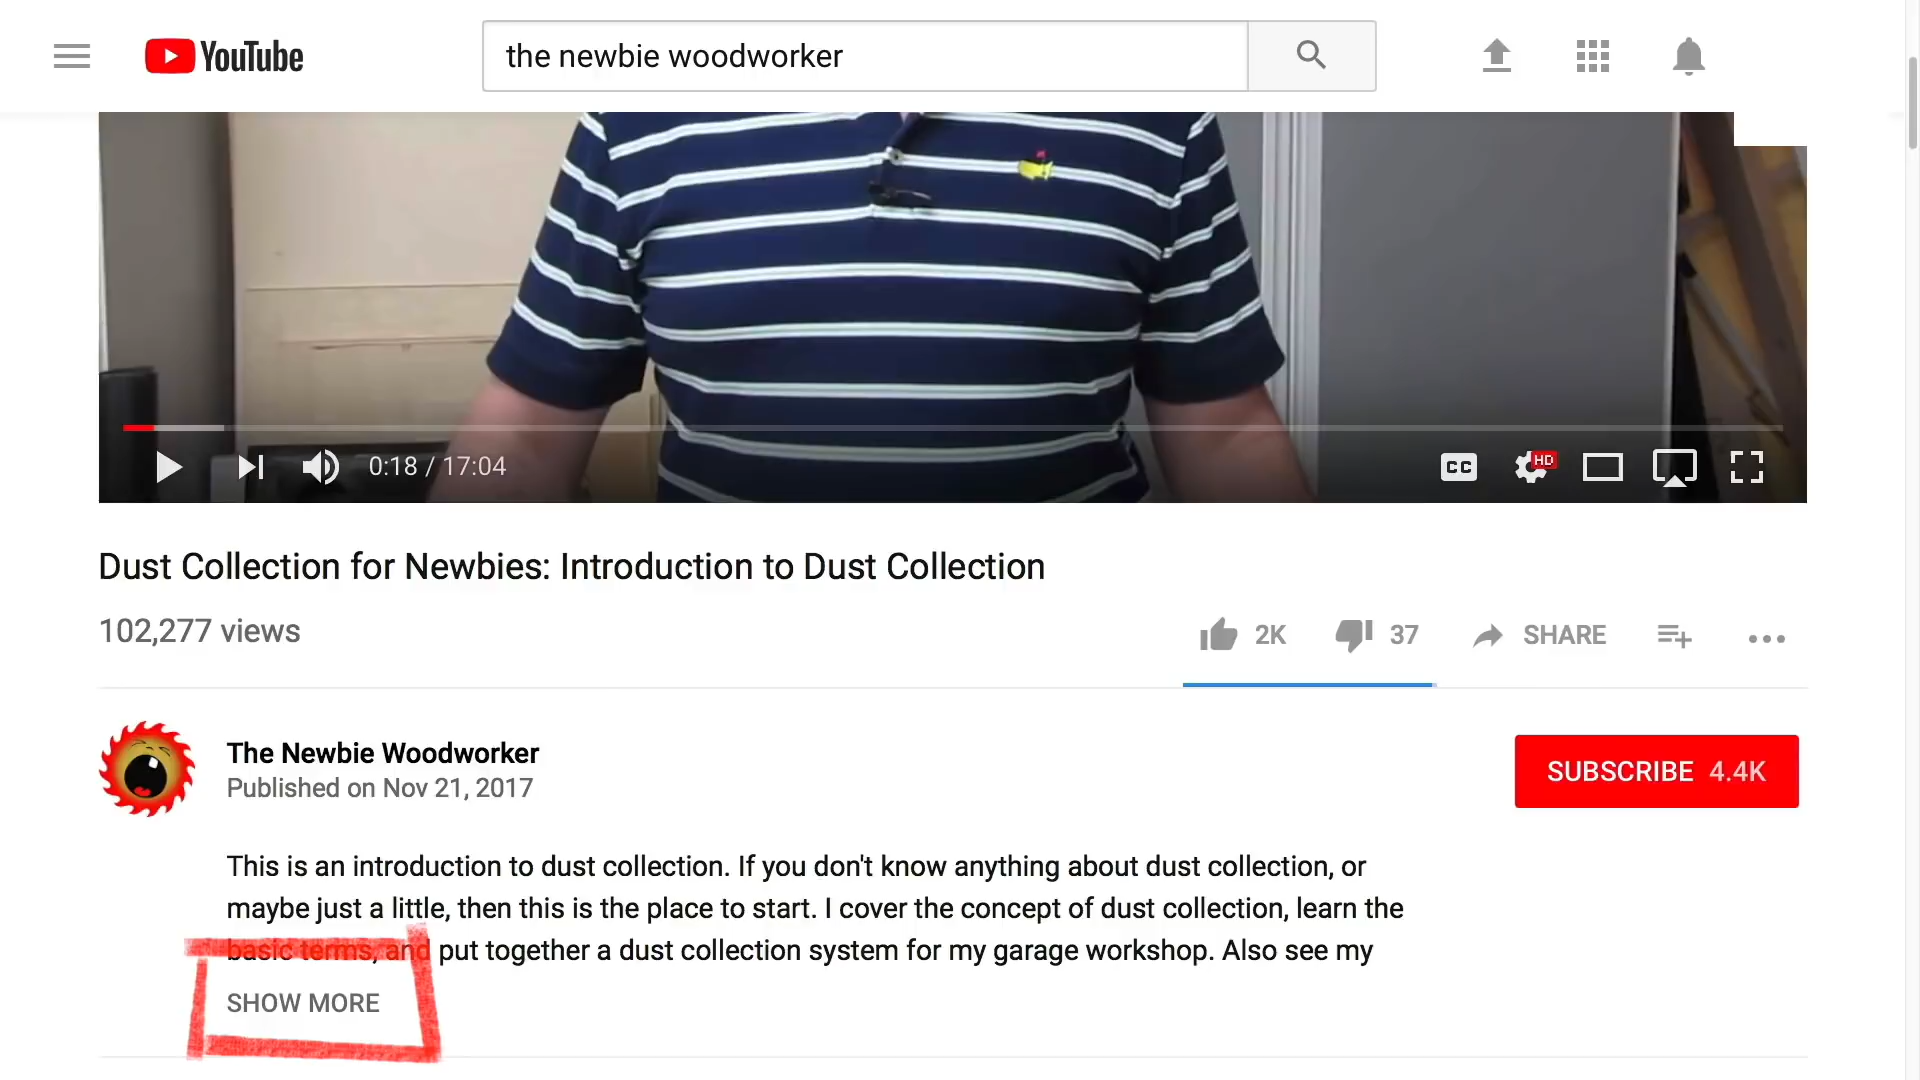 YouTube
the newbie woodworker
0:18 / 17:04
CC
HD
Dust Collection for Newbies: Introduction to Dust Collection
102,277 views
2K
37
SHARE
The Newbie Woodworker
Published on Nov 21, 2017
SUBSCRIBE 4.4K
This is an introduction to dust collection. If you don't know anything about dust collection, or
maybe just a little, then this is the place to start. I cover the concept of dust collection, learn the
basic terms, and put together a dust collection system for my garage workshop. Also see my
SHOW MORE